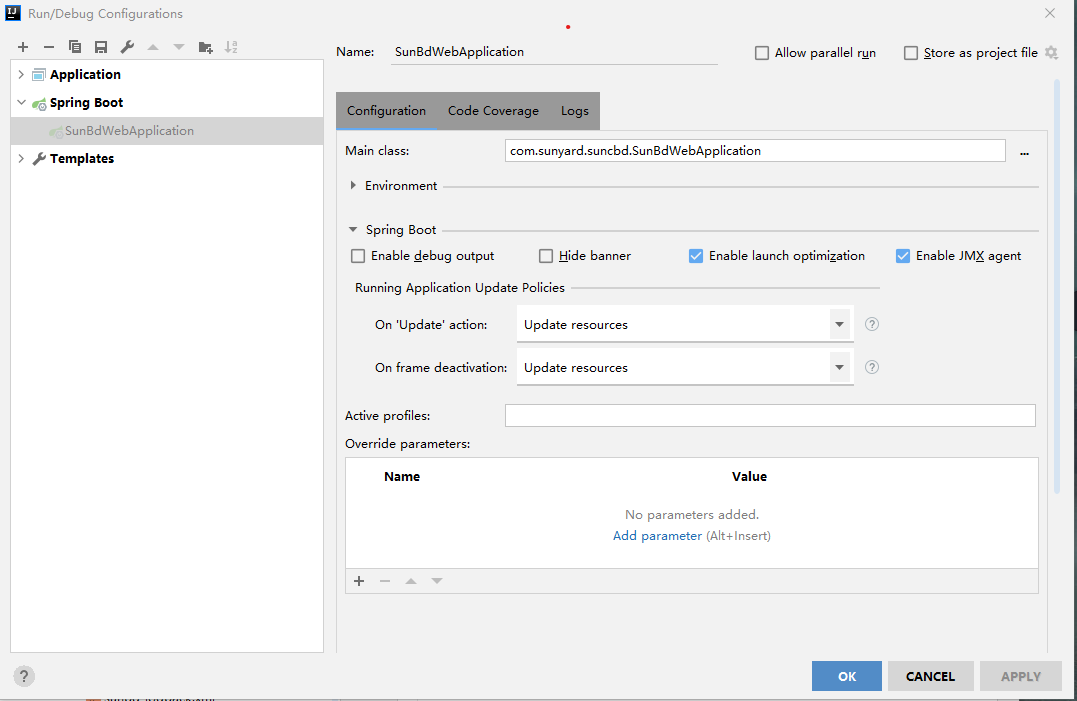 IJ Run/Debug Configurations
Application
Spring Boot
SunBdWebApplication
Templates
Name: SunBdWebApplication
Allow parallel run
Store as project file
Configuration Code Coverage Logs
Main class: com.sunyard.suncbd.SunBdWebApplication ...
Environment
Spring Boot
Enable debug output
Hide banner
Enable launch optimization
Enable JMX agent
Running Application Update Policies
On 'Update' action: Update resources ?
On frame deactivation: Update resources ?
Active profiles:
Override parameters:
Name Value
No parameters added.
Add parameter (Alt+Insert)
? OK CANCEL APPLY